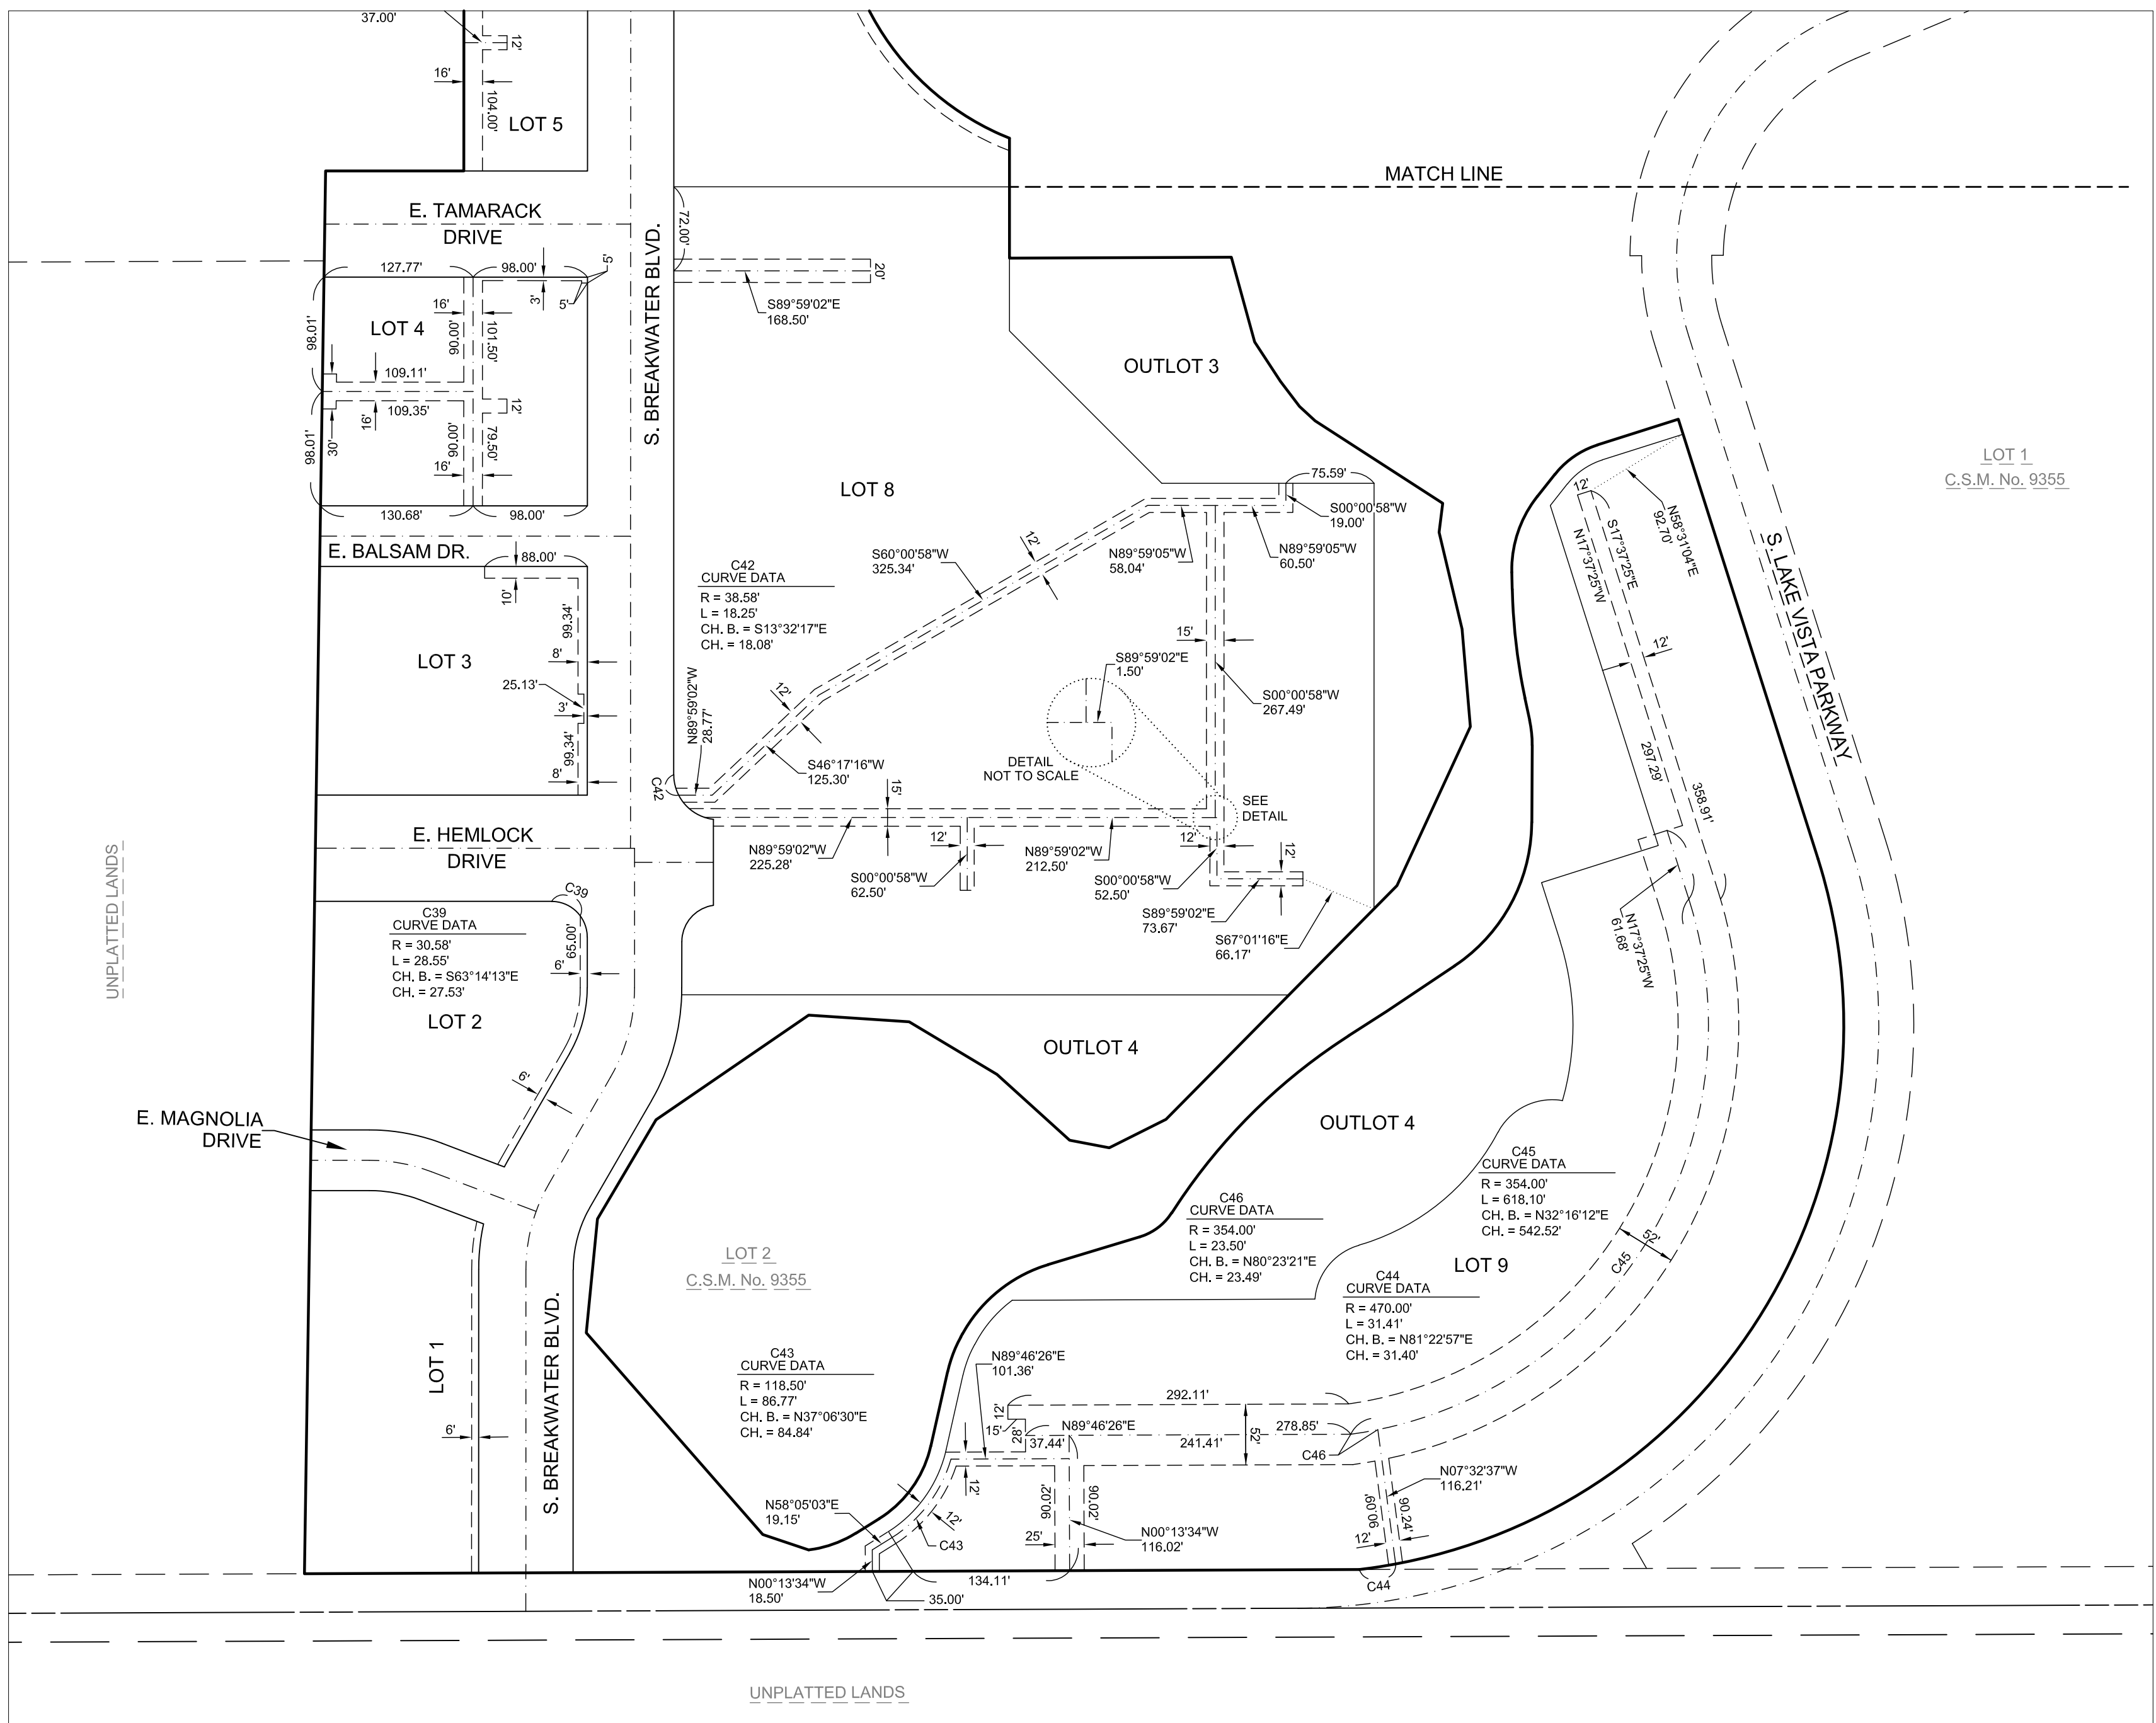 37.00'
12'
16'
104.00'
LOT 5
MATCH LINE
E. TAMARACK
DRIVE
72.00'
S. BREAKWATER BLVD.
20'
S89°59'02"E
168.50'
127.77'
98.00'
5'
3'
5'
98.01'
LOT 4
16'
90.00'
101.50'
109.11'
109.35'
12'
98.01'
30'
16'
90.00'
79.50'
16'
130.68'
98.00'
OUTLOT 3
LOT 1
C.S.M. No. 9355
LOT 8
75.59'
S00°00'58"W
19.00'
N89°59'05"W
58.04'
N89°59'05"W
60.50'
12'
S60°00'58"W
325.34'
12'
N58°31'04"E
92.70'
S17°37'25"E
N17°37'25"W
S. LAKE VISTA PARKWAY
E. BALSAM DR.
88.00'
10'
99.34'
LOT 3
8'
25.13'
3'
99.34'
8'
C42
CURVE DATA
R = 38.58'
L = 18.25'
CH. B. = S13°32'17"E
CH. = 18.08'
15'
S89°59'02"E
1.50'
12'
S00°00'58"W
267.49'
N89°59'02"W
28.77'
12'
S46°17'16"W
125.30'
DETAIL
NOT TO SCALE
297.29'
358.91'
C42
15'
SEE
DETAIL
E. HEMLOCK
DRIVE
12'
N89°59'02"W
225.28'
S00°00'58"W
62.50'
N89°59'02"W
212.50'
12'
12'
S00°00'58"W
52.50'
S89°59'02"E
73.67'
S67°01'16"E
66.17'
N17°37'25"W
61.68'
UNPLATTED LANDS
C39
C39
CURVE DATA
R = 30.58'
L = 28.55'
CH. B. = S63°14'13"E
CH. = 27.53'
65.00'
6'
LOT 2
6'
OUTLOT 4
E. MAGNOLIA
DRIVE
OUTLOT 4
C45
CURVE DATA
R = 354.00'
L = 618.10'
CH. B. = N32°16'12"E
CH. = 542.52'
C46
CURVE DATA
R = 354.00'
L = 23.50'
CH. B. = N80°23'21"E
CH. = 23.49'
52'
C45
LOT 2
C.S.M. No. 9355
LOT 9
C44
CURVE DATA
R = 470.00'
L = 31.41'
CH. B. = N81°22'57"E
CH. = 31.40'
LOT 1
S. BREAKWATER BLVD.
6'
C43
CURVE DATA
R = 118.50'
L = 86.77'
CH. B. = N37°06'30"E
CH. = 84.84'
N89°46'26"E
101.36'
292.11'
12'
15'
28'
N89°46'26"E
278.85'
37.44'
241.41'
52'
C46
12'
N07°32'37"W
116.21'
N58°05'03"E
19.15'
12'
C43
90.02'
90.02'
25'
N00°13'34"W
116.02'
90.09'
90.24'
12'
N00°13'34"W
18.50'
134.11'
35.00'
C44
UNPLATTED LANDS